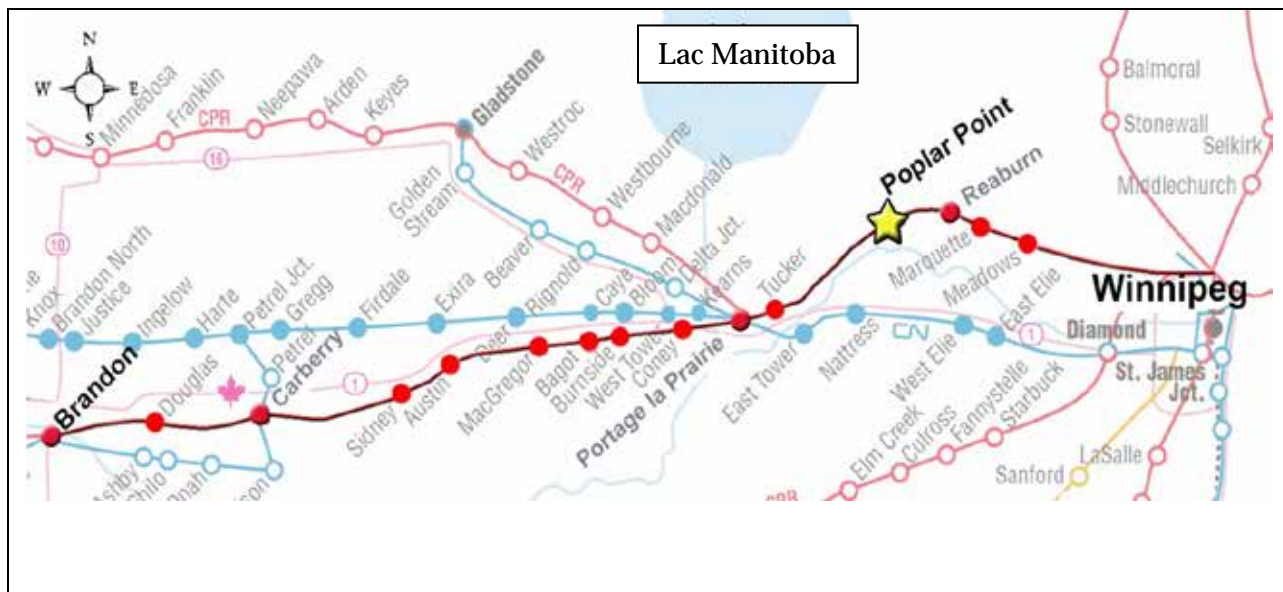 Lac Manitoba
N
W
E
S
Minnedosa
Franklin
CPR
Neepawa
Arden
Keyes
Gladstone
Westroc
CPR
Westbourne
Macdonald
Delta Jct.
Kearns
Tucker
Poplar Point
Reaburn
Marquette
Meadows
Balmoral
Stonewall
Selkirk
Middlechurch
Winnipeg
16
10
Golden
Stream
Beaver
Rignold
Caye
Bloom
Knox
Brandon North
Justice
Ingelow
Harte
Petrel Jct.
Gregg
Firdale
Exira
Deer
Petrel
Carberry
1
Brandon
Douglas
Sidney
Austin
MacGregor
Bagot
Burnside
West Tower
Coney
Portage la Prairie
East Tower
Nattress
CN
West Elie
East Elie
1
Diamond
St. James
Jct.
Elm Creek
Culross
Fannystelle
Starbuck
Sanford
LaSalle
Ashby
Shilo